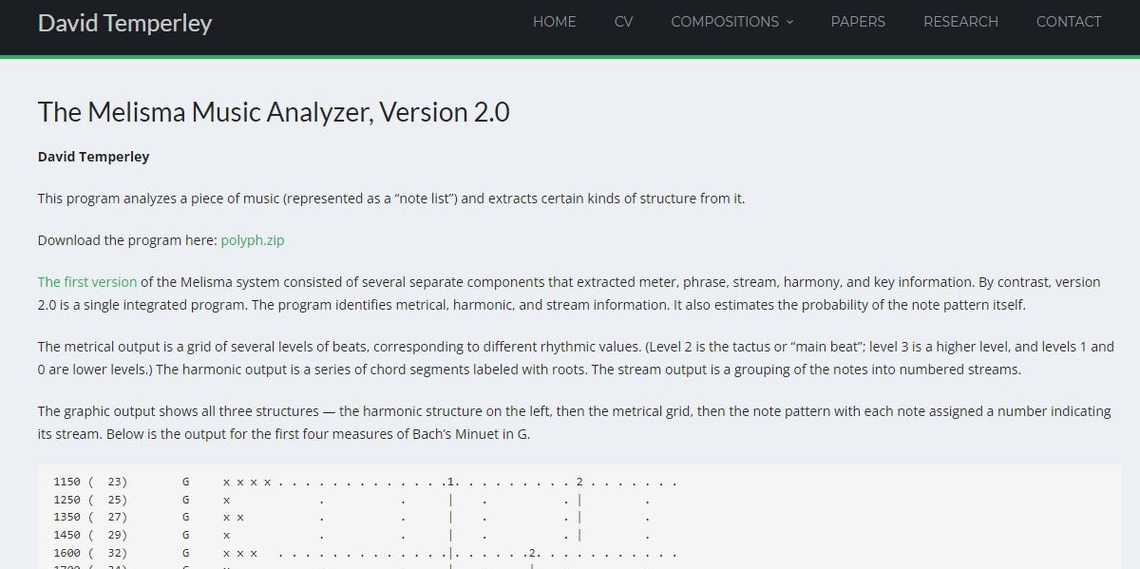 David Temperley
HOME CV COMPOSITIONS PAPERS RESEARCH CONTACT
The Melisma Music Analyzer, Version 2.0
David Temperley
This program analyzes a piece of music (represented as a “note list”) and extracts certain kinds of structure from it.
Download the program here: polyph.zip
The first version of the Melisma system consisted of several separate components that extracted meter, phrase, stream, harmony, and key information. By contrast, version
2.0 is a single integrated program. The program identifies metrical, harmonic, and stream information. It also estimates the probability of the note pattern itself.
The metrical output is a grid of several levels of beats, corresponding to different rhythmic values. (Level 2 is the tactus or “main beat”; level 3 is a higher level, and levels 1 and
0 are lower levels.) The harmonic output is a series of chord segments labeled with roots. The stream output is a grouping of the notes into numbered streams.
The graphic output shows all three structures — the harmonic structure on the left, then the metrical grid, then the note pattern with each note assigned a number indicating
its stream. Below is the output for the first four measures of Bach’s Minuet in G.
1150 ( 23) G x x x x . . . . . . . . . . . . .1. . . . . . . . . 2 . . . . . . .
1250 ( 25) G x . . | . . | .
1350 ( 27) G x x . . | . . | .
1450 ( 29) G x . . | . . | .
1600 ( 32) G x x x . . . . . . . . . . . . .|. . . . . .2. . . . . . . . . . .